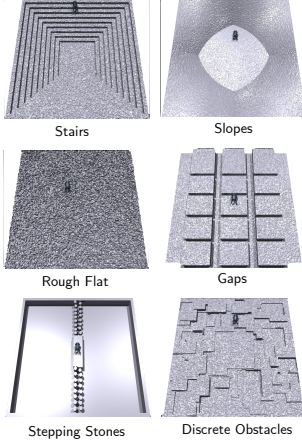 Stairs
Slopes
Rough Flat
Gaps
Stepping Stones
Discrete Obstacles